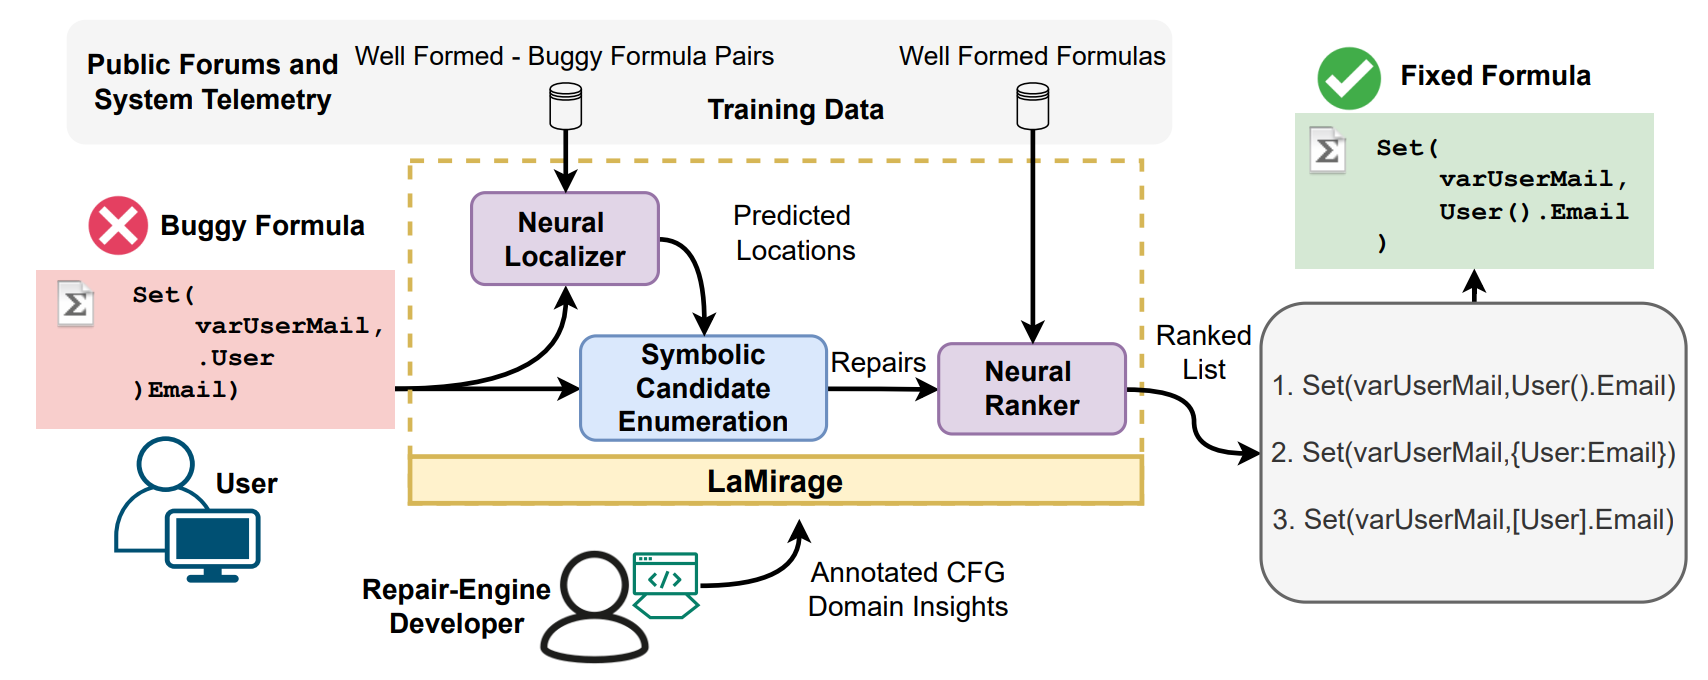 Public Forums and
System Telemetry
Well Formed - Buggy Formula Pairs
Training Data
Well Formed Formulas
Fixed Formula
Set(
varUserMail,
User().Email
)
Buggy Formula
Set(
varUserMail,
.User
)Email)
User
Neural
Localizer
Predicted
Locations
Symbolic
Candidate
Enumeration
Repairs
Neural
Ranker
Ranked
List
1. Set(varUserMail,User().Email)
2. Set(varUserMail,{User:Email})
3. Set(varUserMail,[User].Email)
LaMirage
Repair-Engine
Developer
Annotated CFG
Domain Insights